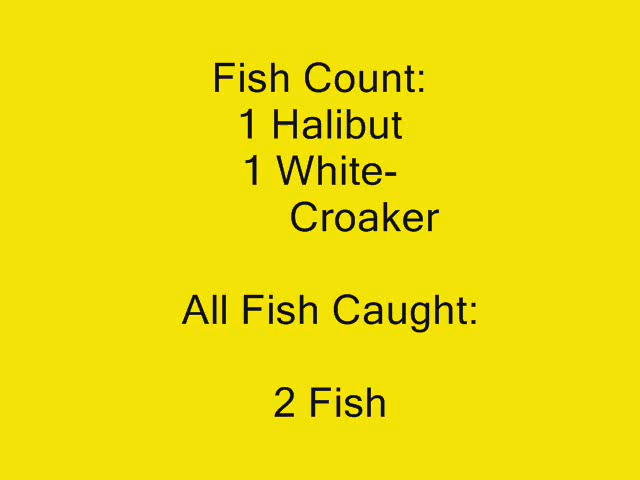 Fish Count:
1 Halibut
1 White-
Croaker
All Fish Caught:
2 Fish